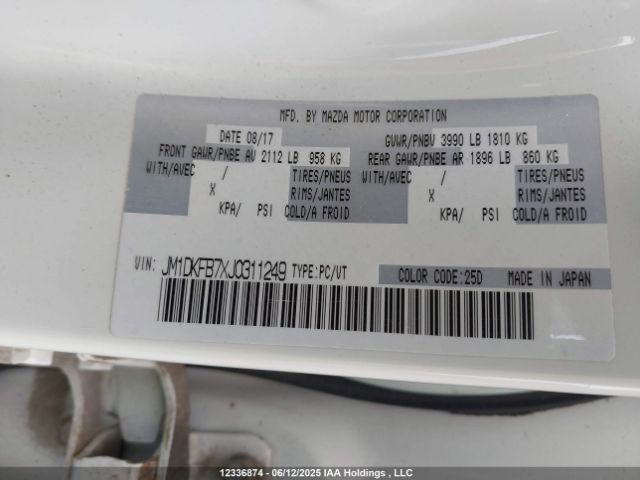 MFD. BY MAZDA MOTOR CORPORATION
DATE 08/17 GVWR/PNBV 3990 LB 1810 KG
FRONT GAWR/PNBE AV 2112 LB 958 KG REAR GAWR/PNBE AR 1896 LB 860 KG
WITH/AVEC / TIRES/PNEUS WITH/AVEC / TIRES/PNEUS
X RIMS/JANTES X RIMS/JANTES
KPA/ PSI COLD/A FROID KPA/ PSI COLD/A FROID
VIN: JM1DKFB7XJ0311249 TYPE:PC/VT COLOR CODE:25D MADE IN JAPAN
12336874 - 06/12/2025 IAA Holdings , LLC